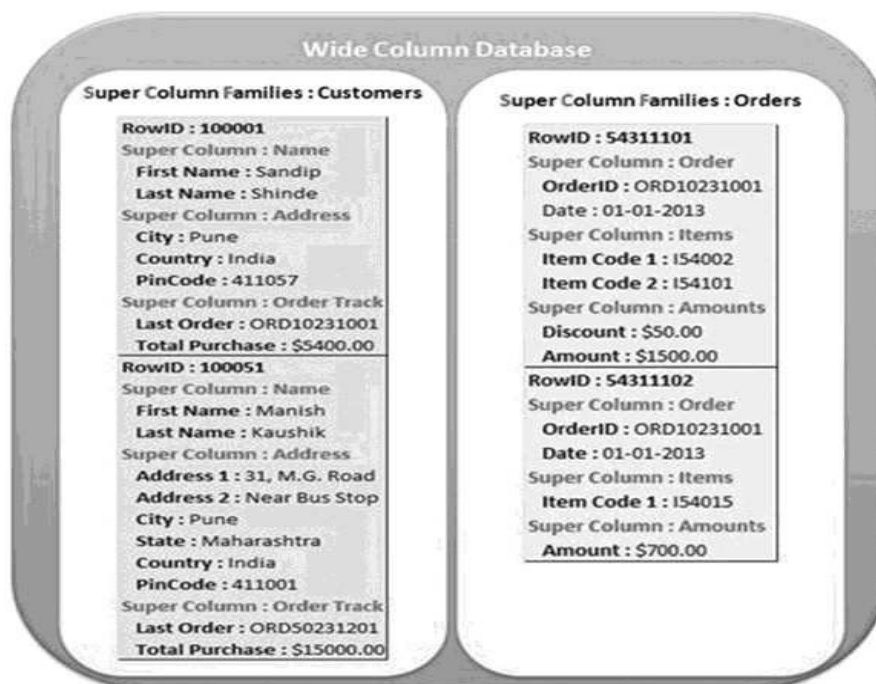 Wide Column Database
Super Column Families : Customers
RowID : 100001
Super Column : Name
First Name : Sandip
Last Name : Shinde
Super Column : Address
City : Pune
Country : India
PinCode : 411057
Super Column : Order Track
Last Order : ORD10231001
Total Purchase : $5400.00
RowID : 100051
Super Column : Name
First Name : Manish
Last Name : Kaushik
Super Column : Address
Address 1 : 31, M.G. Road
Address 2 : Near Bus Stop
City : Pune
State : Maharashtra
Country : India
PinCode : 411001
Super Column : Order Track
Last Order : ORD50231201
Total Purchase : $15000.00
Super Column Families : Orders
RowID : 54311101
Super Column : Order
OrderID : ORD10231001
Date : 01-01-2013
Super Column : Items
Item Code 1 : I54002
Item Code 2 : I54101
Super Column : Amounts
Discount : $50.00
Amount : $1500.00
RowID : 54311102
Super Column : Order
OrderID : ORD10231001
Date : 01-01-2013
Super Column : Items
Item Code 1 : I54015
Super Column : Amounts
Amount : $700.00